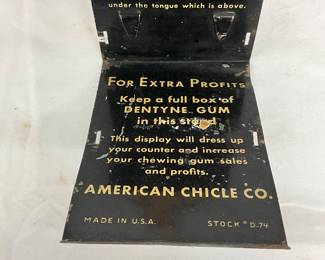 under the tongue which is above.
FOR EXTRA PROFITS
Keep a full box of
DENTYNE GUM
in this stand
This display will dress up
your counter and increase
your chewing gum sales
and profits.
AMERICAN CHICLE CO.
MADE IN U.S.A. STOCK # D.74